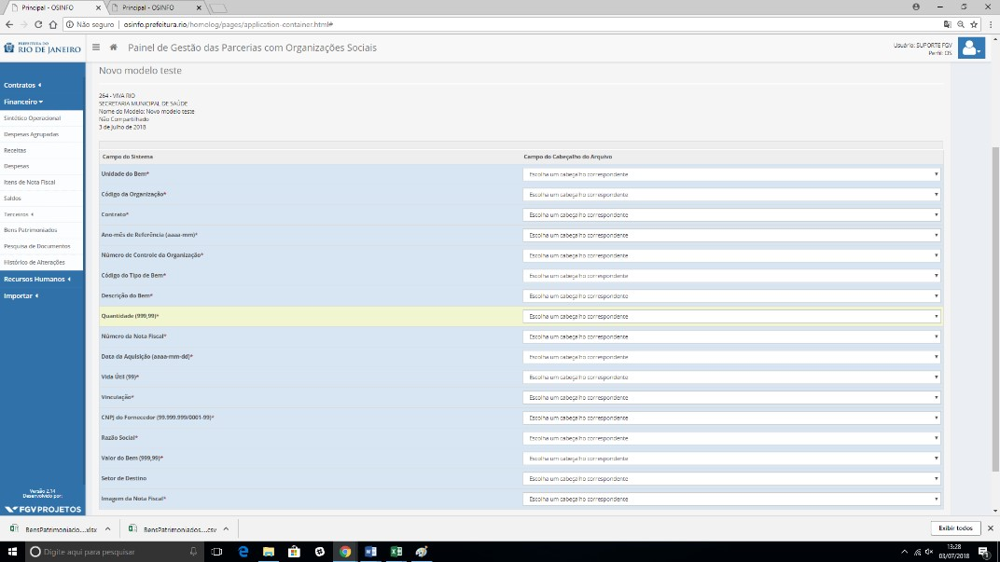 Principal - OSINFO
Principal - OSINFO
Não seguro | osinfo.prefeitura.rio/homolog/pages/application-container.html#
PREFEITURA DO
RIO DE JANEIRO
Painel de Gestão das Parcerias com Organizações Sociais
Usuário: SUPORTE FGV
Perfil: OS
Contratos
Financeiro
Sintético Operacional
Despesas Agrupadas
Receitas
Despesas
Itens de Nota Fiscal
Saldos
Terceiros
Bens Patrimoniados
Pesquisa de Documentos
Histórico de Alterações
Recursos Humanos
Importar
Versão 2.14
Desenvolvido por:
FGV PROJETOS
Novo modelo teste
264 - VIVA RIO
SECRETARIA MUNICIPAL DE SAÚDE
Nome do Modelo: Novo modelo teste
Não Compartilhado
3 de julho de 2018
Campo do Sistema Campo do Cabeçalho do Arquivo
Unidade do Bem* Escolha um cabeçalho correspondente
Código da Organização* Escolha um cabeçalho correspondente
Contrato* Escolha um cabeçalho correspondente
Ano-mês de Referência (aaaa-mm)* Escolha um cabeçalho correspondente
Número de Controle da Organização* Escolha um cabeçalho correspondente
Código do Tipo de Bem* Escolha um cabeçalho correspondente
Descrição do Bem* Escolha um cabeçalho correspondente
Quantidade (999,99)* Escolha um cabeçalho correspondente
Número da Nota Fiscal* Escolha um cabeçalho correspondente
Data da Aquisição (aaaa-mm-dd)* Escolha um cabeçalho correspondente
Vida Útil (99)* Escolha um cabeçalho correspondente
Vinculação* Escolha um cabeçalho correspondente
CNPJ do Fornecedor (99.999.999/0001-99)* Escolha um cabeçalho correspondente
Razão Social* Escolha um cabeçalho correspondente
Valor do Bem (999,99)* Escolha um cabeçalho correspondente
Setor de Destino Escolha um cabeçalho correspondente
Imagem da Nota Fiscal* Escolha um cabeçalho correspondente
BensPatrimoniado....xlsx
BensPatrimoniados....csv
Exibir todos
Digite aqui para pesquisar
13:28
03/07/2018